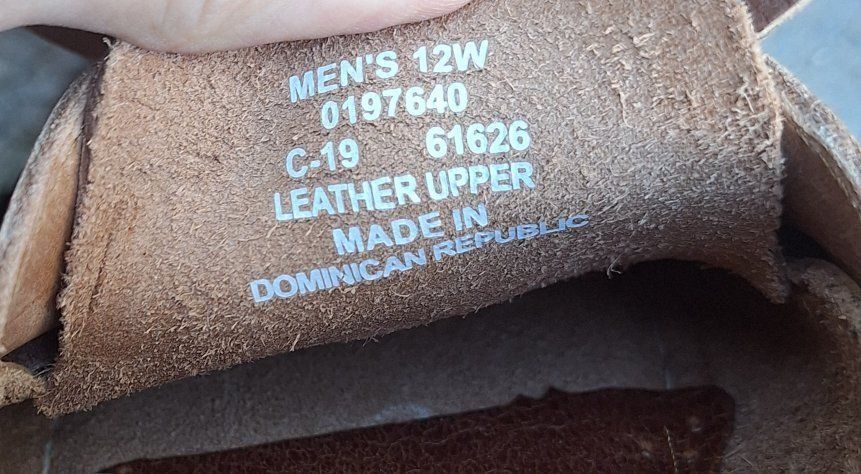 MEN'S 12W
0197640
C-19 61626
LEATHER UPPER
MADE IN
DOMINICAN REPUBLIC